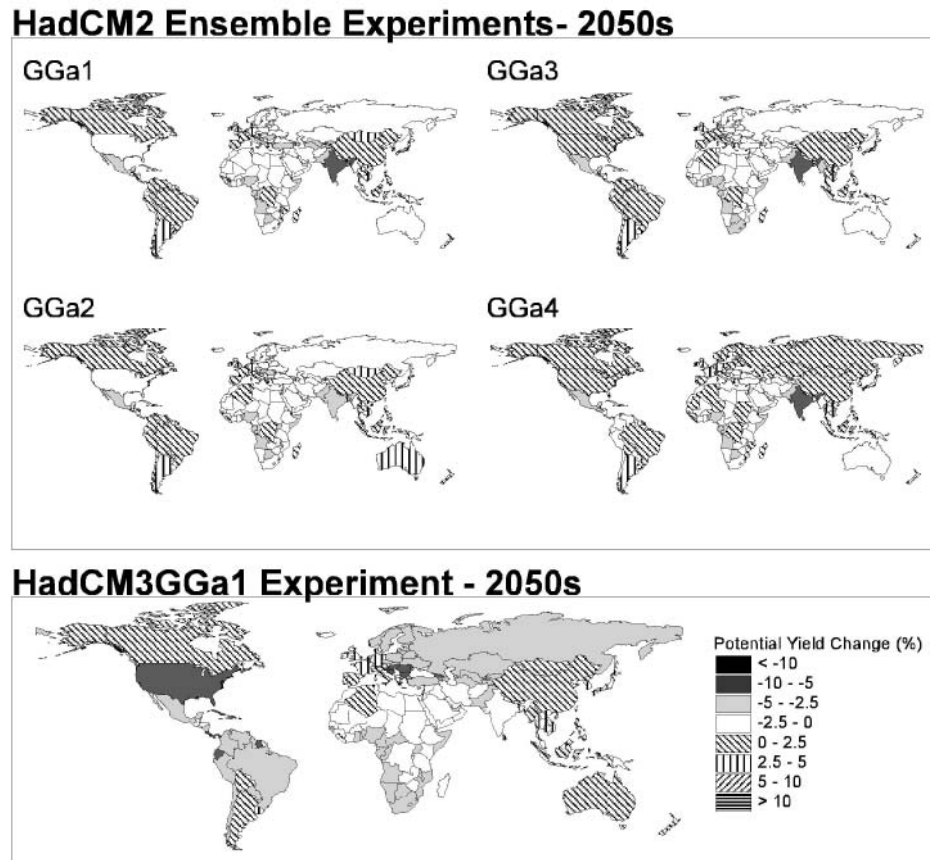 HadCM2 Ensemble Experiments- 2050s
GGa1
GGa3
GGa2
GGa4
HadCM3GGa1 Experiment - 2050s
Potential Yield Change (%)
< -10
-10 - -5
-5 - -2.5
-2.5 - 0
0 - 2.5
2.5 - 5
5 - 10
> 10